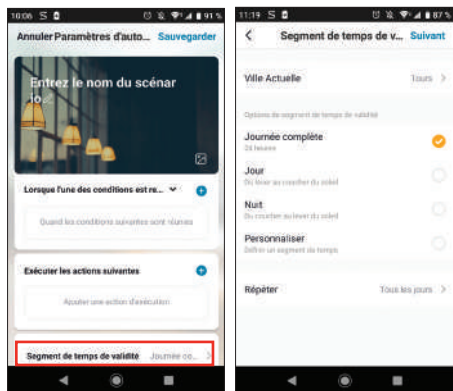 10:06 S 91 %
Annuler Paramètres d'auto... Sauvegarder
Entrez le nom du scénar
io
Lorsque l'une des conditions est re...
Quand les conditions suivantes sont réunies
Exécuter les actions suivantes
Ajouter une action d'exécution
Segment de temps de validité Journée co...
11:19 S 87 %
Segment de temps de v... Suivant
Ville Actuelle Tours
Options de segment de temps de validité
Journée complète
24 heures
Jour
Du lever au coucher du soleil
Nuit
Du coucher au lever du soleil
Personnaliser
Définir un segment de temps
Répéter Tous les jours